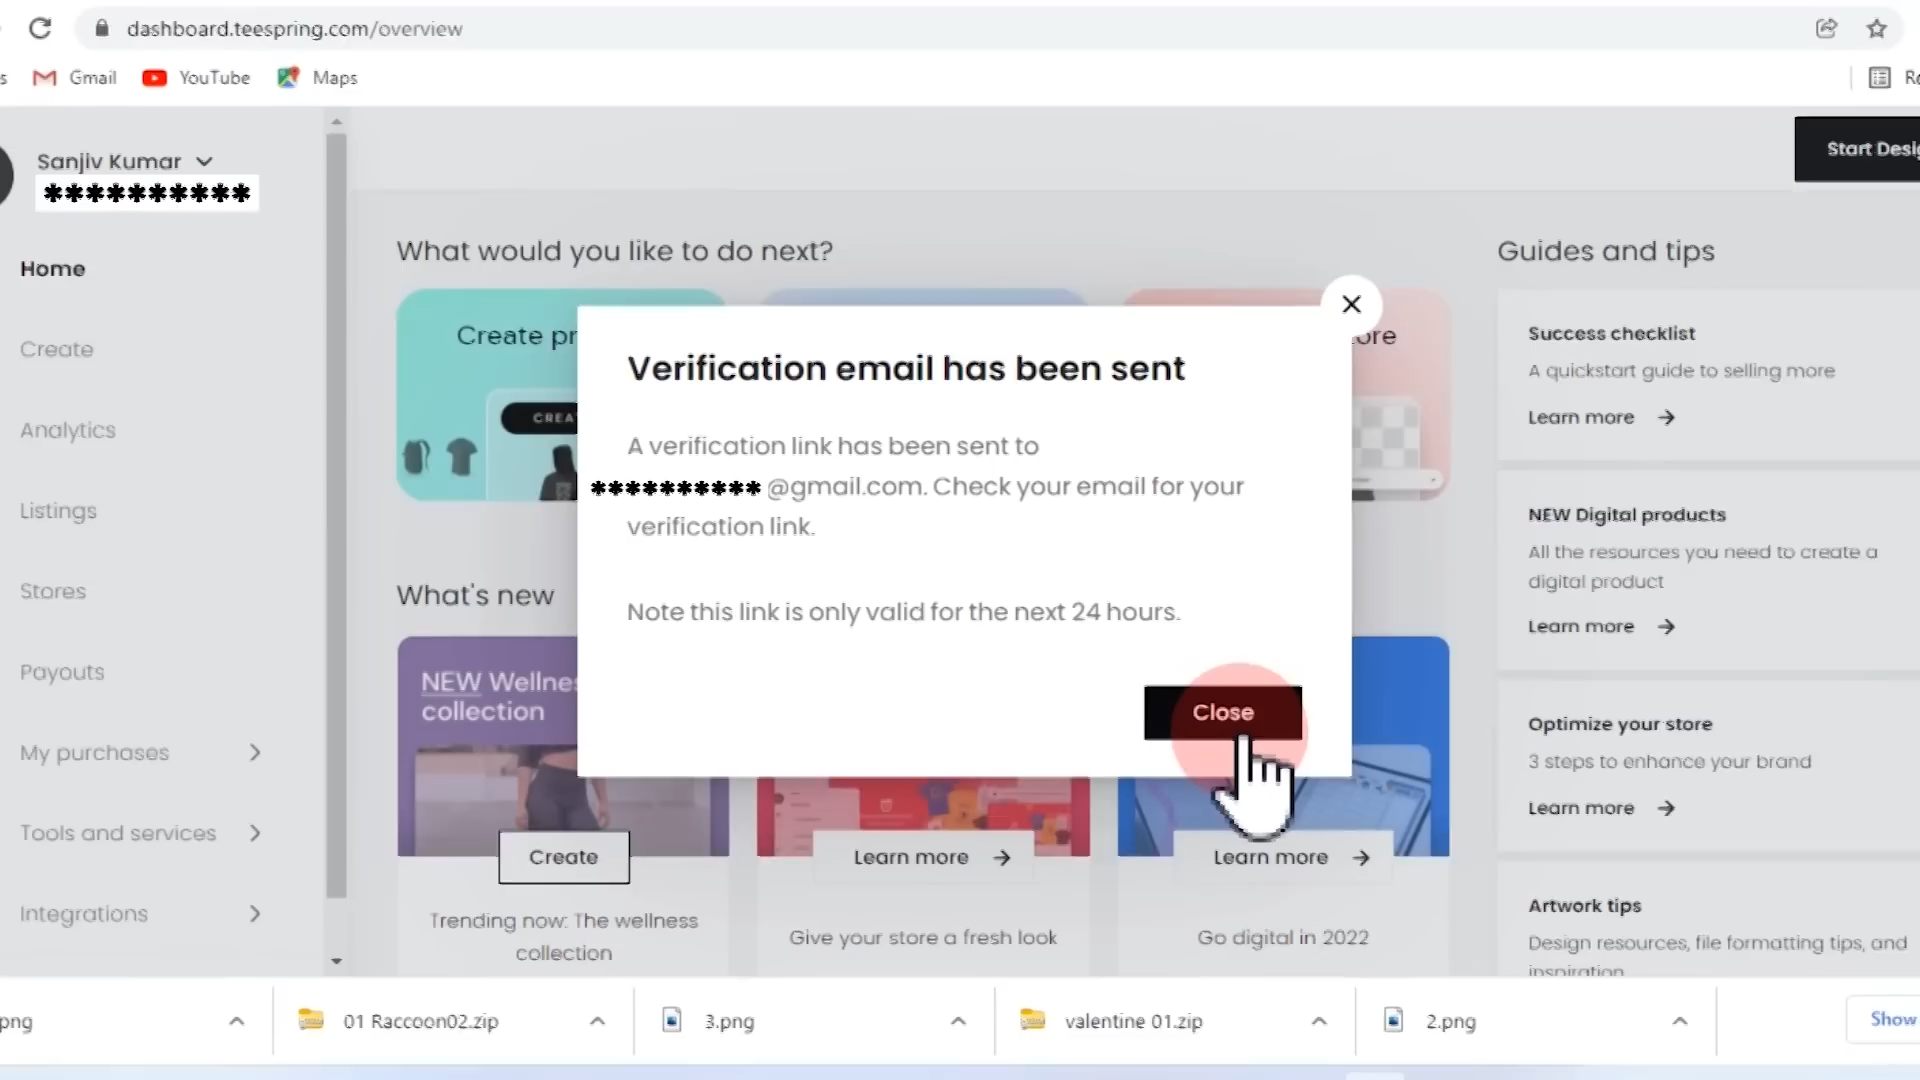 dashboard.teespring.com/overview
Gmail
YouTube
Maps
Sanjiv Kumar
**********
Start Desig
Home
Create
Analytics
Listings
Stores
Payouts
My purchases
Tools and services
Integrations
What would you like to do next?
Create pr
CREA
ore
Verification email has been sent
A verification link has been sent to
**********@gmail.com. Check your email for your
verification link.
Note this link is only valid for the next 24 hours.
Close
What's new
NEW Wellnes
collection
Create
Trending now: The wellness
collection
Learn more
Give your store a fresh look
Learn more
Go digital in 2022
Guides and tips
Success checklist
A quickstart guide to selling more
Learn more
NEW Digital products
All the resources you need to create a
digital product
Learn more
Optimize your store
3 steps to enhance your brand
Learn more
Artwork tips
Design resources, file formatting tips, and
inspiration
png
01 Raccoon02.zip
3.png
valentine 01.zip
2.png
Show